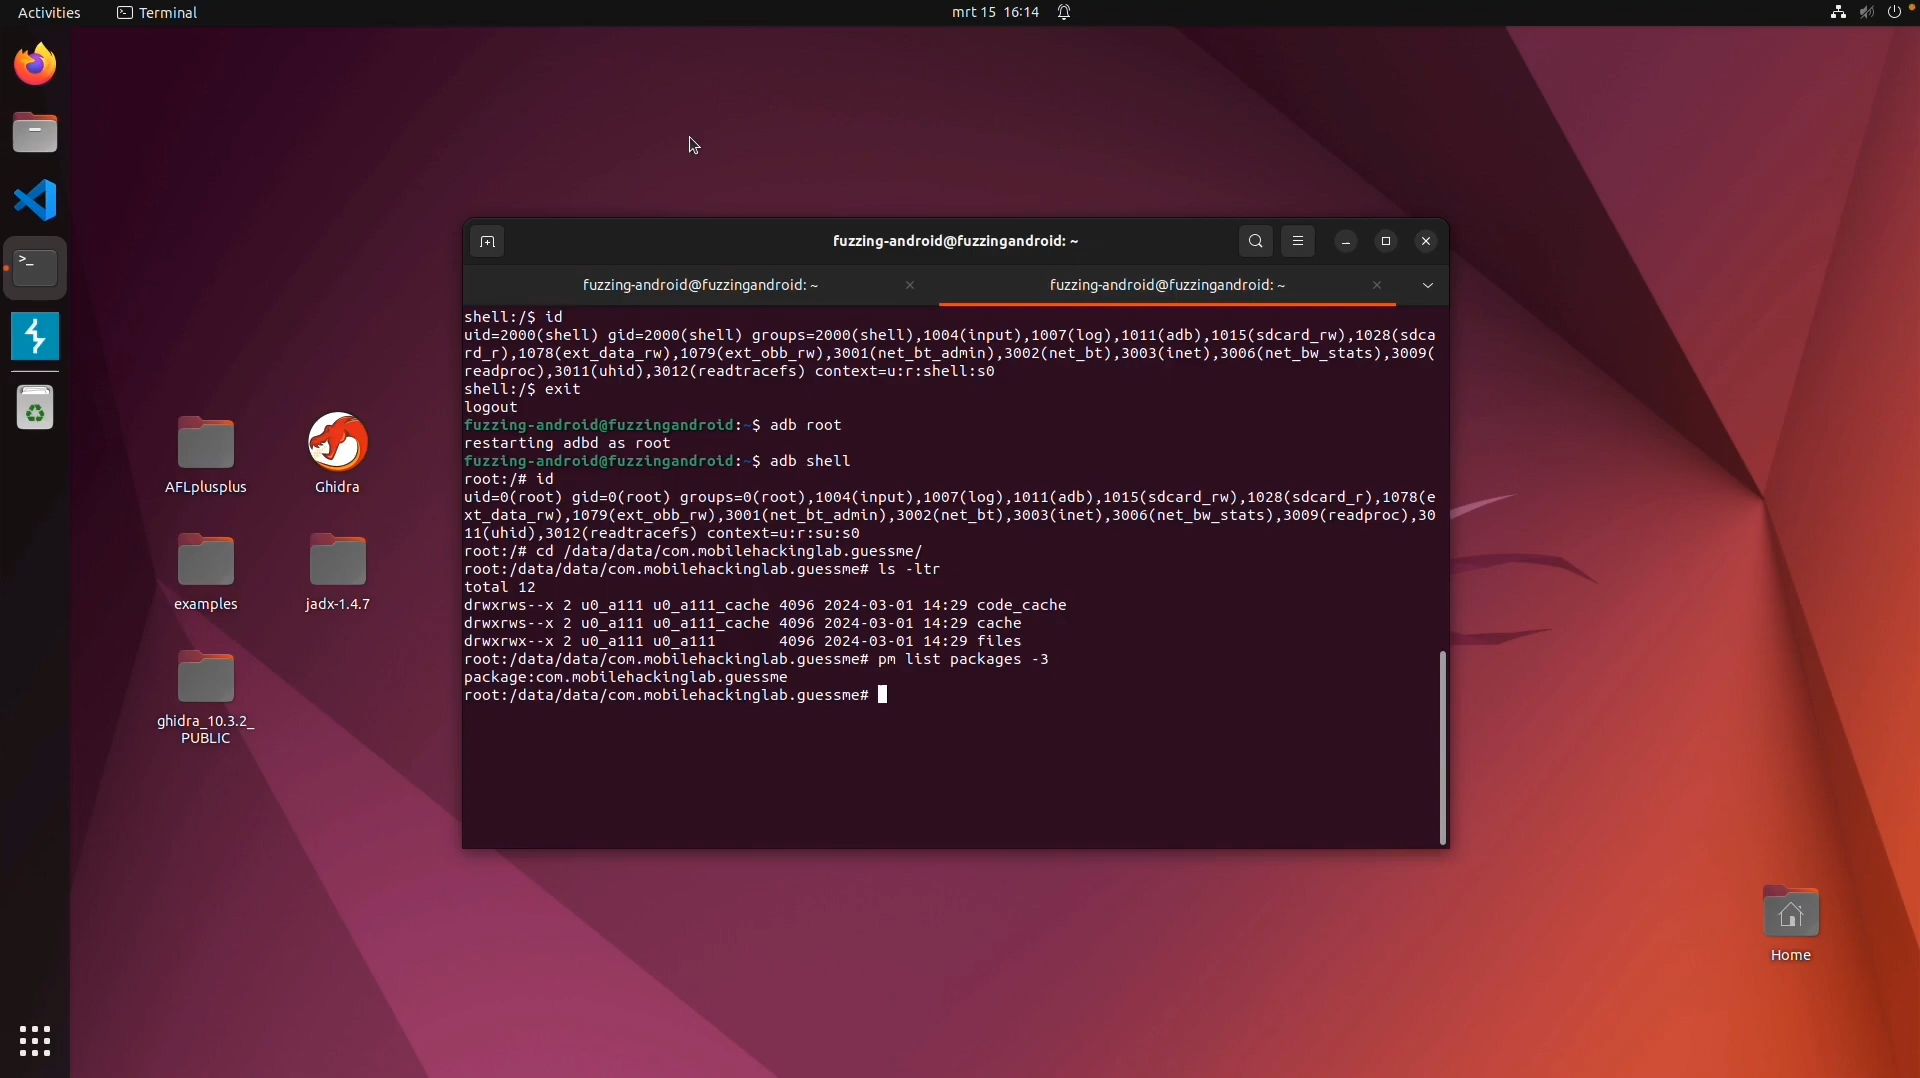 Activities
Terminal
mrt 15 16:14
fuzzing-android@fuzzingandroid: ~
fuzzing-android@fuzzingandroid: ~
fuzzing-android@fuzzingandroid: ~
shell:/$ id
uid=2000(shell) gid=2000(shell) groups=2000(shell),1004(input),1007(log),1011(adb),1015(sdcard_rw),1028(sdca
rd_r),1078(ext_data_rw),1079(ext_obb_rw),3001(net_bt_admin),3002(net_bt),3003(inet),3006(net_bw_stats),3009(
readproc),3011(uhid),3012(readtracefs) context=u:r:shell:s0
shell:/$ exit
logout
fuzzing-android@fuzzingandroid:~$ adb root
restarting adbd as root
fuzzing-android@fuzzingandroid:~$ adb shell
root:/# id
uid=0(root) gid=0(root) groups=0(root),1004(input),1007(log),1011(adb),1015(sdcard_rw),1028(sdcard_r),1078(e
xt_data_rw),1079(ext_obb_rw),3001(net_bt_admin),3002(net_bt),3003(inet),3006(net_bw_stats),3009(readproc),30
11(uhid),3012(readtracefs) context=u:r:su:s0
root:/# cd /data/data/com.mobilehackinglab.guessme/
root:/data/data/com.mobilehackinglab.guessme# ls -ltr
total 12
drwxrws--x 2 u0_a111 u0_a111_cache 4096 2024-03-01 14:29 code_cache
drwxrws--x 2 u0_a111 u0_a111_cache 4096 2024-03-01 14:29 cache
drwxrwx--x 2 u0_a111 u0_a111       4096 2024-03-01 14:29 files
root:/data/data/com.mobilehackinglab.guessme# pm list packages -3
package:com.mobilehackinglab.guessme
root:/data/data/com.mobilehackinglab.guessme#
AFLplusplus
Ghidra
examples
jadx-1.4.7
ghidra_10.3.2_
PUBLIC
Home